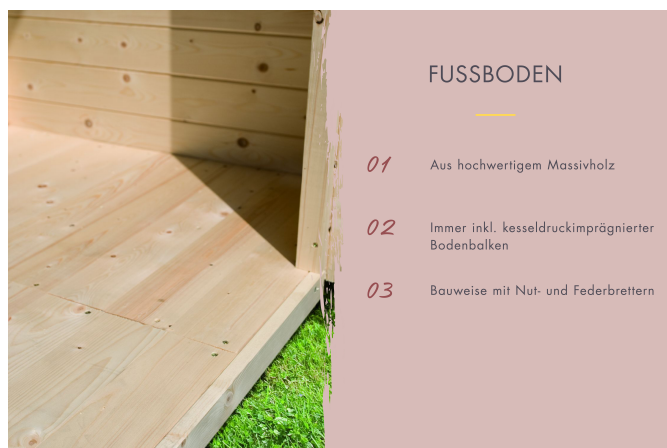 FUSSBODEN
01 Aus hochwertigem Massivholz
02 Immer inkl. kesseldruckimprägnierter
Bodenbalken
03 Bauweise mit Nut- und Federbrettern